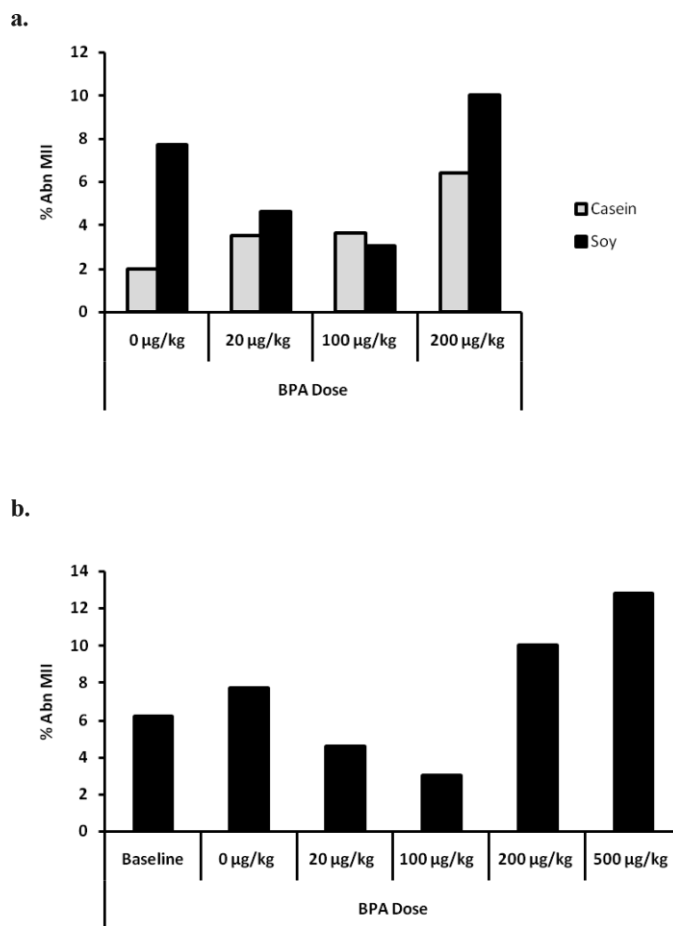 a.
12
10
8
6
4
2
0
% Abn MII
Casein
Soy
0 µg/kg 20 µg/kg 100 µg/kg 200 µg/kg
BPA Dose
b.
14
12
10
8
6
4
2
0
% Abn MII
Baseline 0 µg/kg 20 µg/kg 100 µg/kg 200 µg/kg 500 µg/kg
BPA Dose